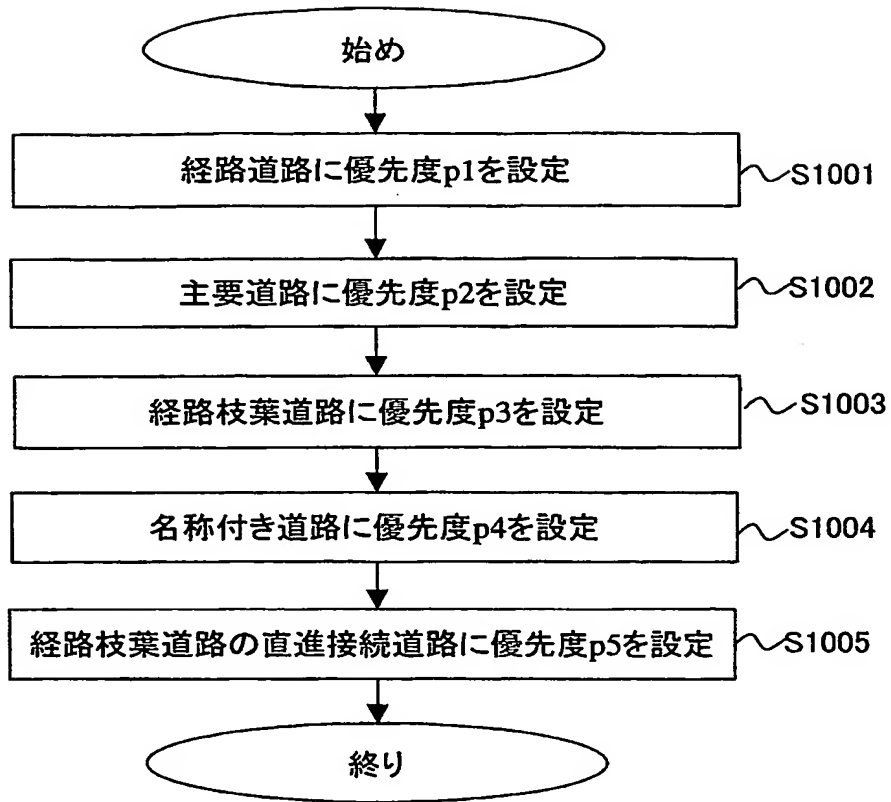 始め
経路道路に優先度p1を設定
S1001
主要道路に優先度p2を設定
S1002
経路枝葉道路に優先度p3を設定
S1003
名称付き道路に優先度p4を設定
S1004
経路枝葉道路の直進接続道路に優先度p5を設定
S1005
終り